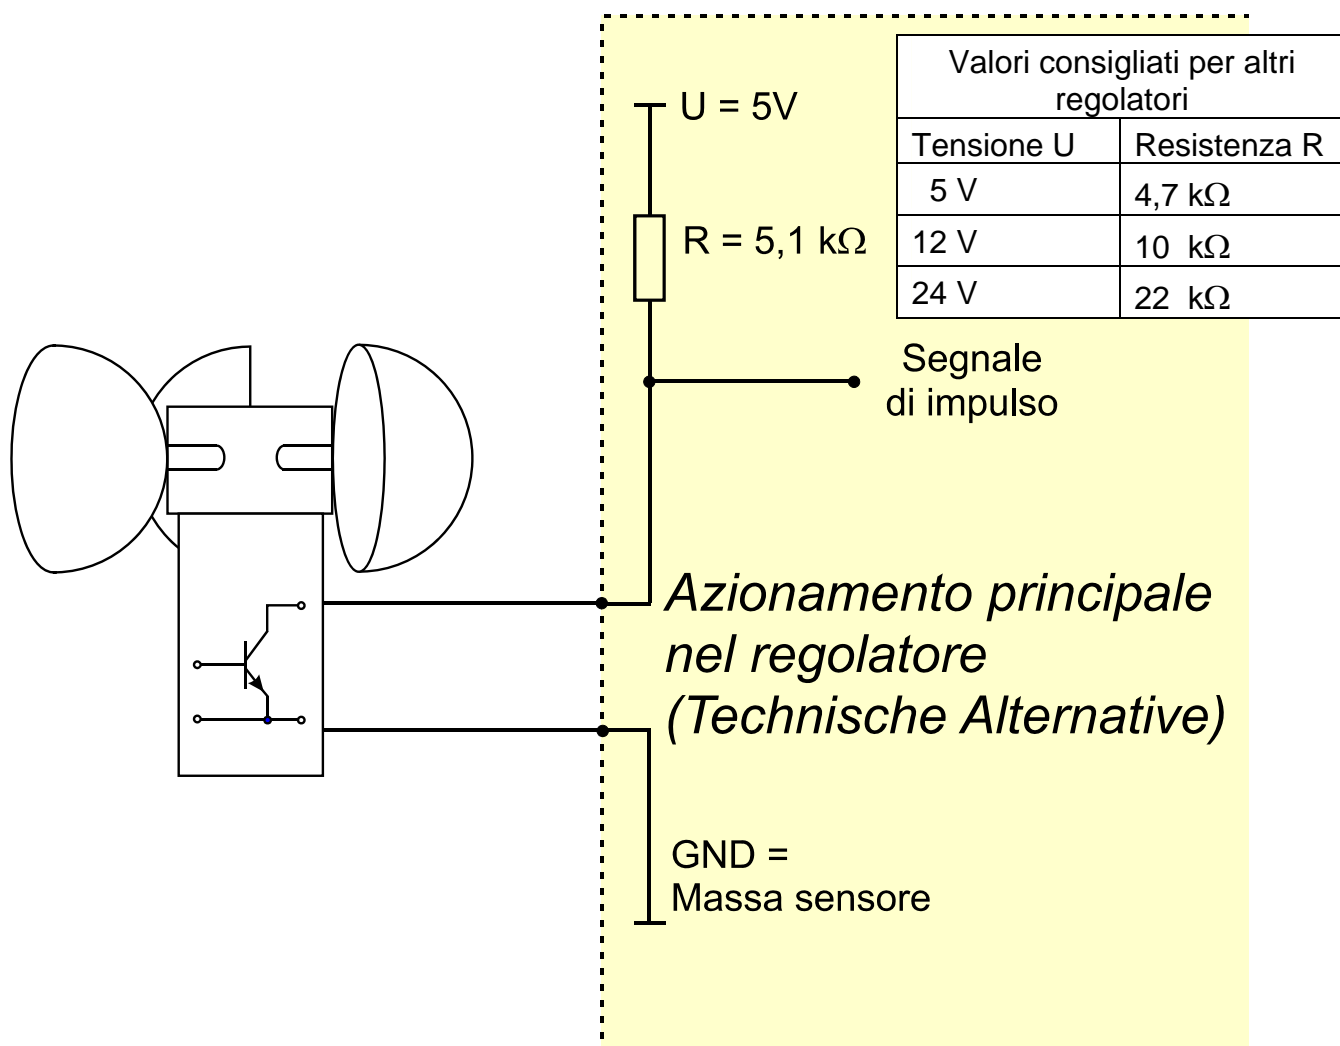 U = 5V
Valori consigliati per altri
regolatori
Tensione U Resistenza R
5 V 4,7 kΩ
12 V 10 kΩ
24 V 22 kΩ
R = 5,1 kΩ
Segnale
di impulso
Azionamento principale
nel regolatore
(Technische Alternative)
GND =
Massa sensore